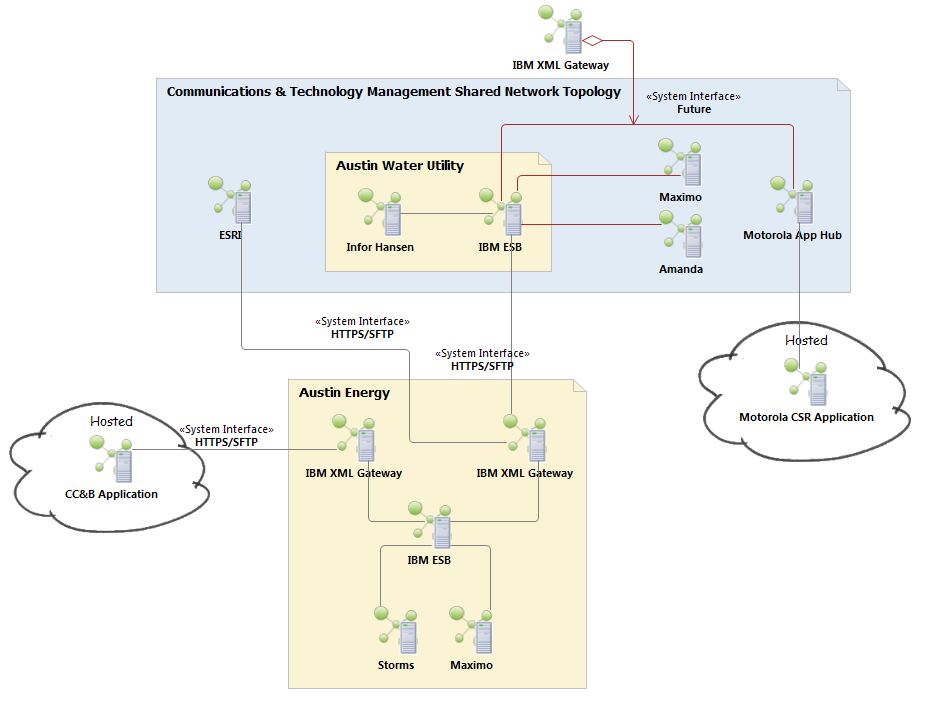 IBM XML Gateway
Communications & Technology Management Shared Network Topology
«System Interface»
Future
Austin Water Utility
Maximo
ESRI
Infor Hansen
IBM ESB
Motorola App Hub
Amanda
«System Interface»
HTTPS/SFTP
«System Interface»
HTTPS/SFTP
Hosted
Motorola CSR Application
Austin Energy
Hosted
«System Interface»
HTTPS/SFTP
CC&B Application
IBM XML Gateway
IBM XML Gateway
IBM ESB
Storms
Maximo